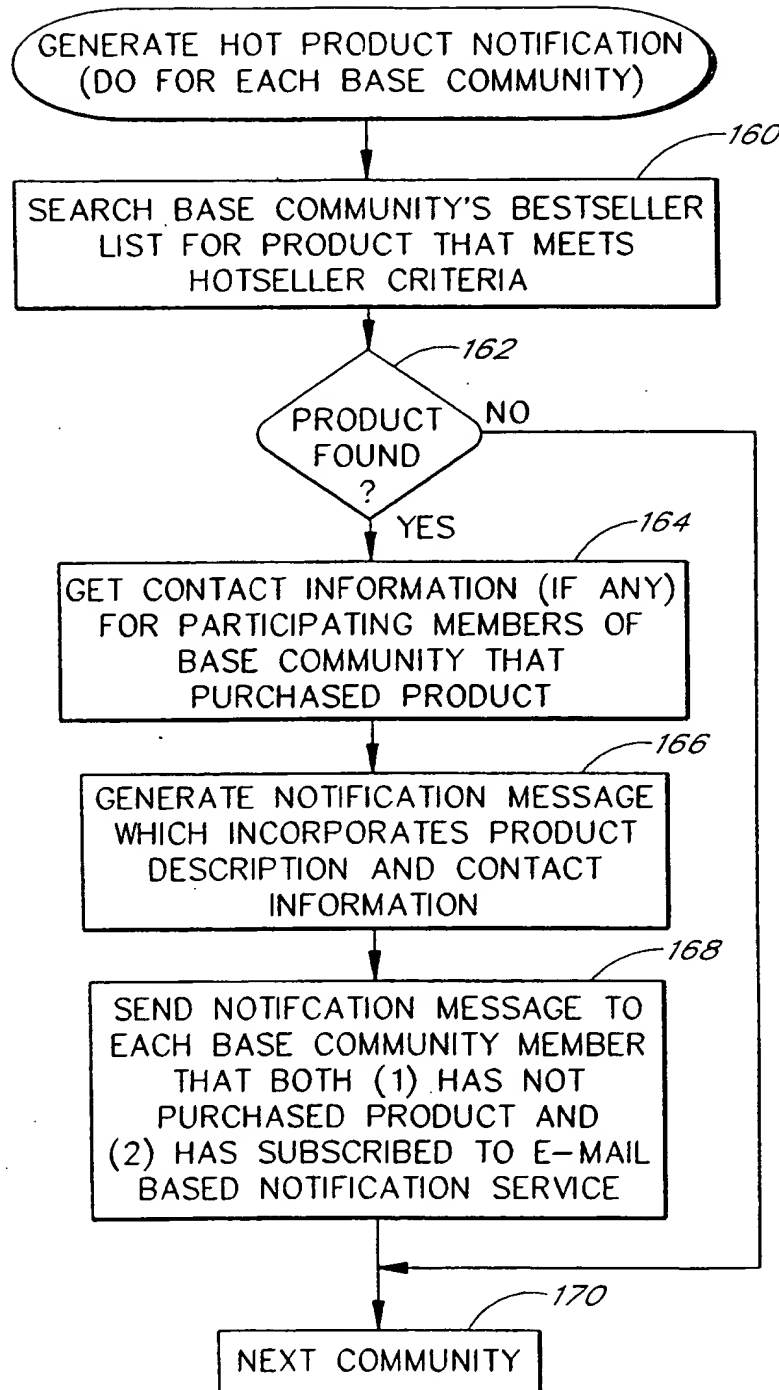 GENERATE HOT PRODUCT NOTIFICATION
(DO FOR EACH BASE COMMUNITY)
160
SEARCH BASE COMMUNITY'S BESTSELLER
LIST FOR PRODUCT THAT MEETS
HOTSELLER CRITERIA
162
PRODUCT
FOUND
?
NO
YES
164
GET CONTACT INFORMATION (IF ANY)
FOR PARTICIPATING MEMBERS OF
BASE COMMUNITY THAT
PURCHASED PRODUCT
166
GENERATE NOTIFICATION MESSAGE
WHICH INCORPORATES PRODUCT
DESCRIPTION AND CONTACT
INFORMATION
168
SEND NOTIFCATION MESSAGE TO
EACH BASE COMMUNITY MEMBER
THAT BOTH (1) HAS NOT
PURCHASED PRODUCT AND
(2) HAS SUBSCRIBED TO E-MAIL
BASED NOTIFICATION SERVICE
170
NEXT COMMUNITY